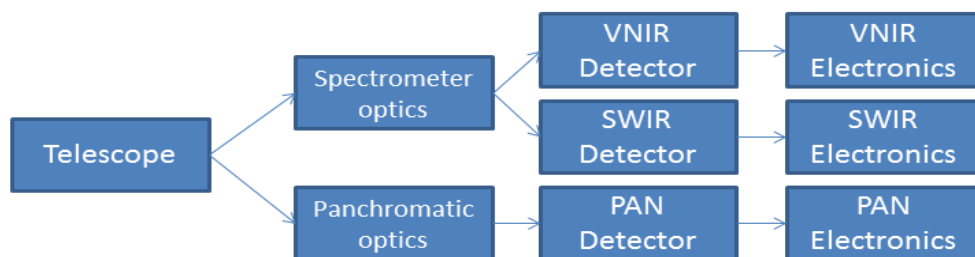 Telescope
Spectrometer
optics
Panchromatic
optics
VNIR
Detector
SWIR
Detector
PAN
Detector
VNIR
Electronics
SWIR
Electronics
PAN
Electronics